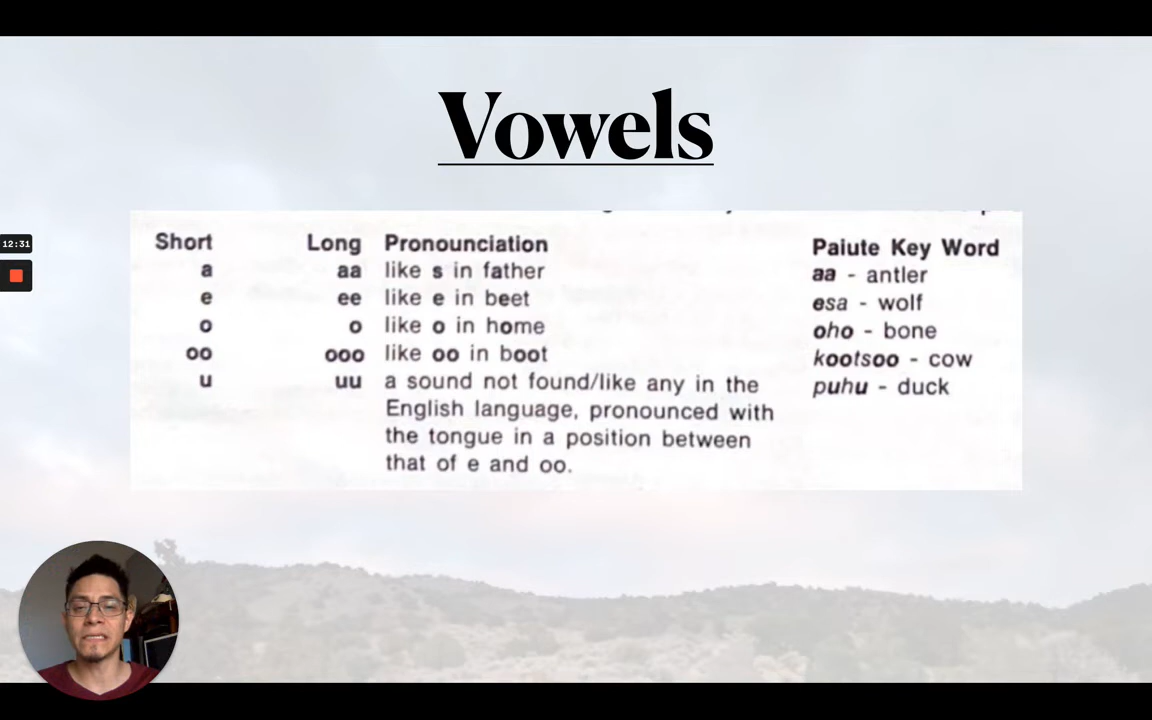 Vowels
Short Long Pronounciation Paiute Key Word
a aa like s in father aa - antler
e ee like e in beet esa - wolf
o o like o in home oho - bone
oo ooo like oo in boot kootsoo - cow
u uu a sound not found/like any in the puhu - duck
English language, pronounced with
the tongue in a position between
that of e and oo.
12:31